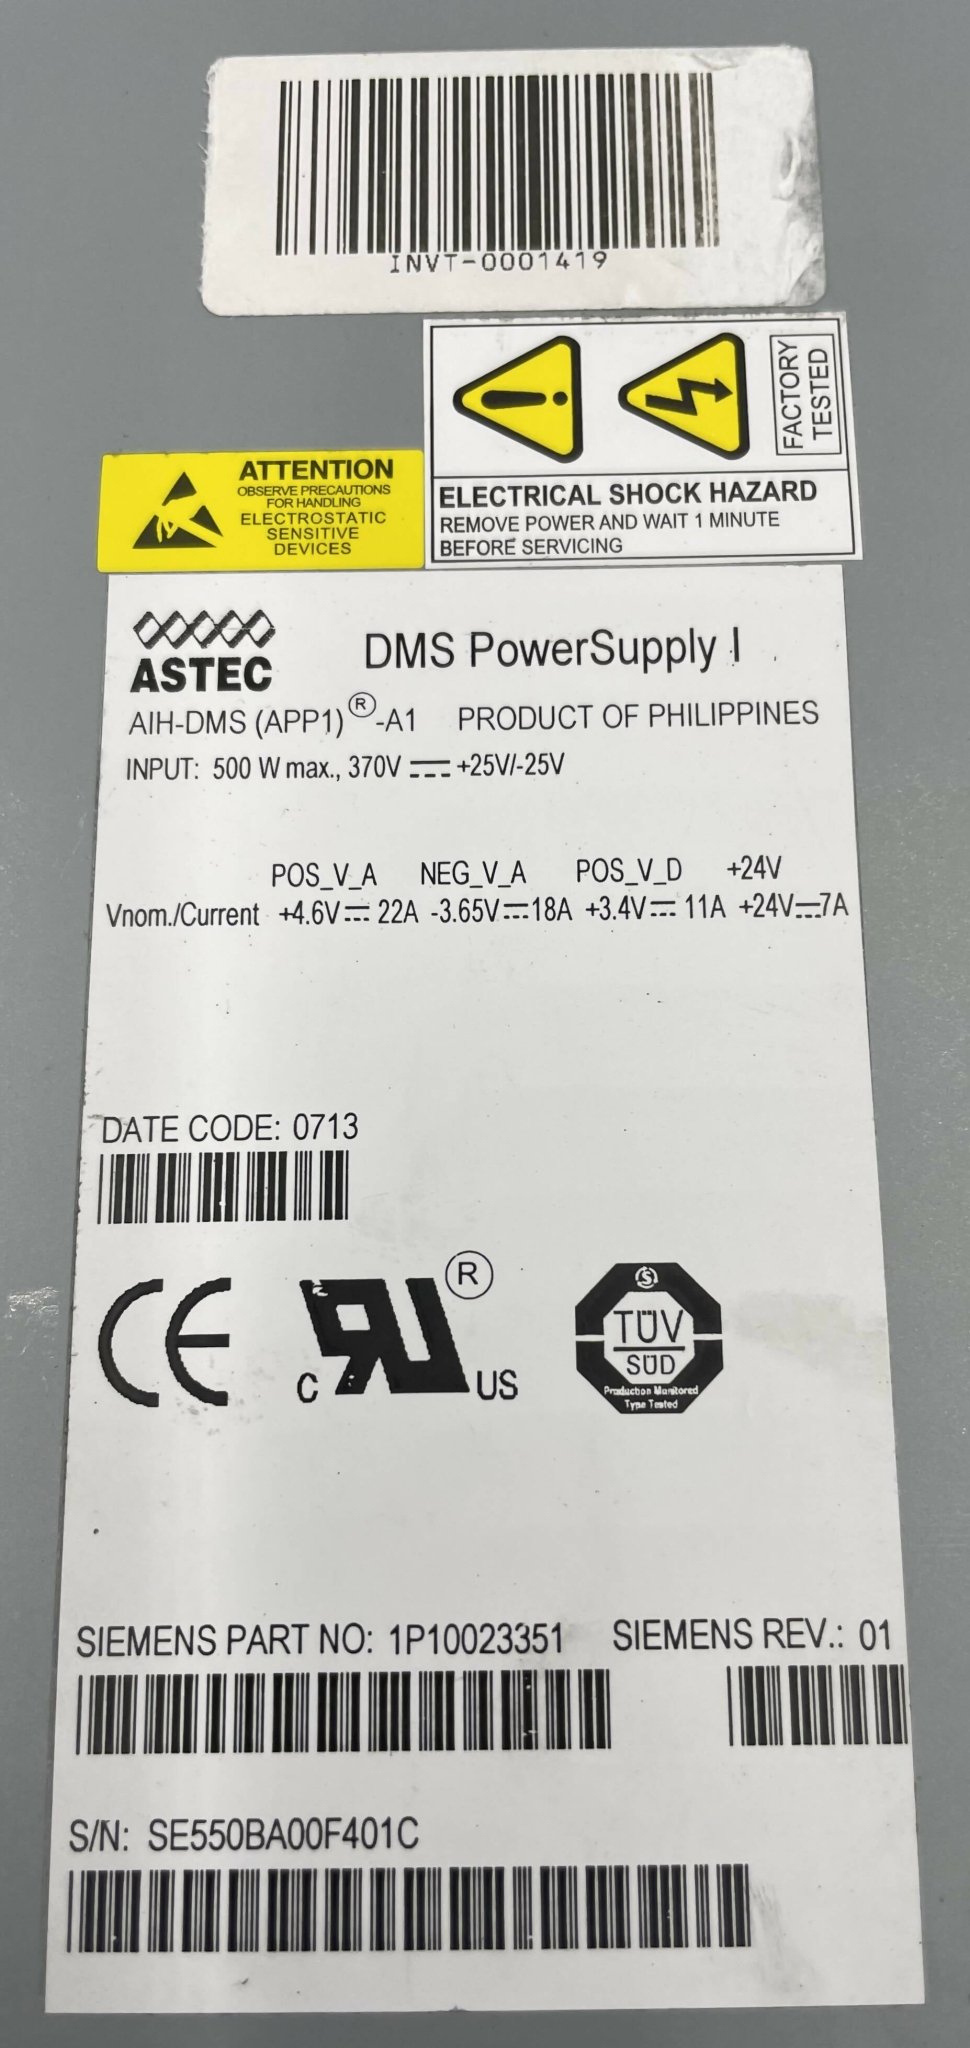 INVT-0001419
FACTORY
TESTED
ELECTRICAL SHOCK HAZARD
REMOVE POWER AND WAIT 1 MINUTE
BEFORE SERVICING
ATTENTION
OBSERVE PRECAUTIONS
FOR HANDLING
ELECTROSTATIC
SENSITIVE
DEVICES
ASTEC
DMS PowerSupply I
AIH-DMS (APP1)®-A1 PRODUCT OF PHILIPPINES
INPUT: 500 W max., 370V ⎓ +25V/-25V
POS_V_A NEG_V_A POS_V_D +24V
Vnom./Current +4.6V⎓ 22A -3.65V⎓18A +3.4V⎓ 11A +24V⎓7A
DATE CODE: 0713
CE
C RU ® US
S
TÜV
SÜD
Production Monitored
Type Tested
SIEMENS PART NO: 1P10023351 SIEMENS REV.: 01
S/N: SE550BA00F401C